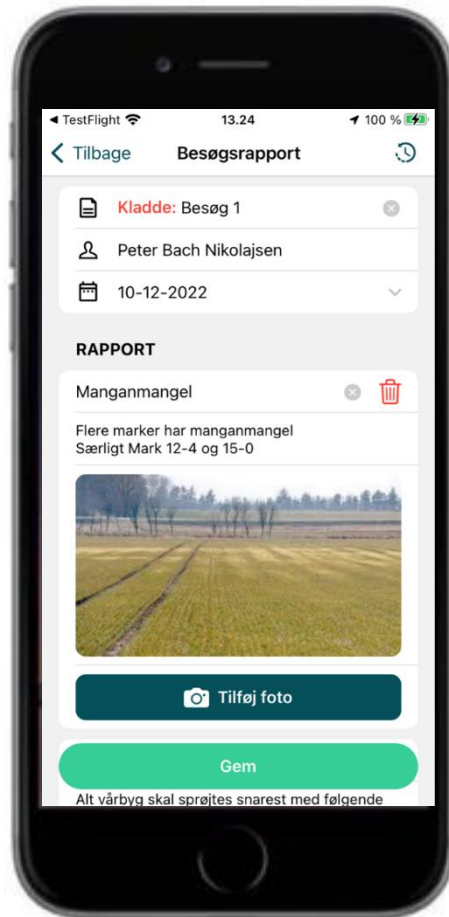 TestFlight 13.24 100 %
Tilbage Besøgsrapport
Kladde: Besøg 1
Peter Bach Nikolajsen
10-12-2022
RAPPORT
Manganmangel
Flere marker har manganmangel
Særligt Mark 12-4 og 15-0
Tilføj foto
Gem
Alt vårbyg skal sprøjtes snarest med følgende